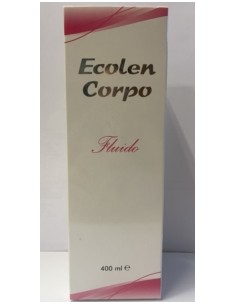 Ecolen
Corpo
Fluido
400 ml ℮